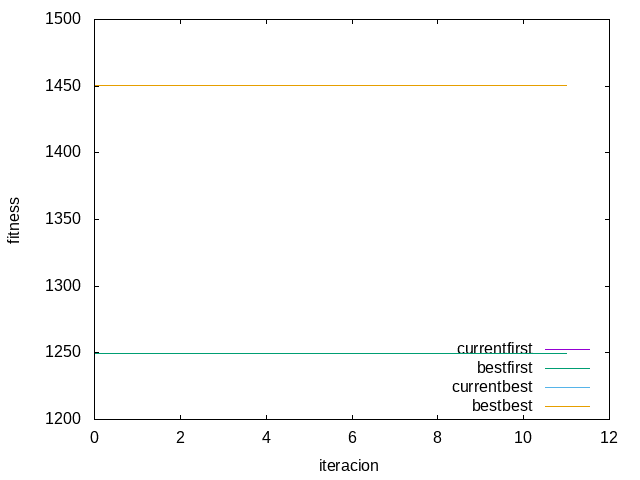 1500
1450
1400
1350
1300
1250
1200
fitness
currentfirst
bestfirst
currentbest
bestbest
0 2 4 6 8 10 12
iteracion